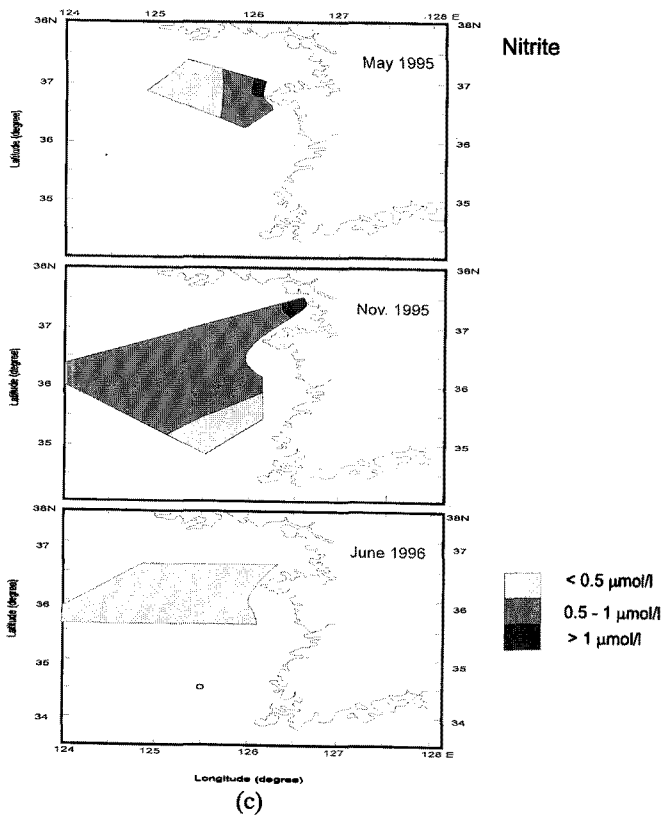 124 125 126 127 128 E
36N 38N
Nitrite
May 1995
37 37
36 36
35 35
Latitude (degree)
38N 38N
Nov. 1995
37 37
36 36
35 35
Latitude (degree)
38N 38N
June 1996
37 37
36 36
35 35
34 34
Latitude (degree)
< 0.5 µmol/l
0.5 - 1 µmol/l
> 1 µmol/l
124 125 126 127 128 E
Longitude (degree)
(c)